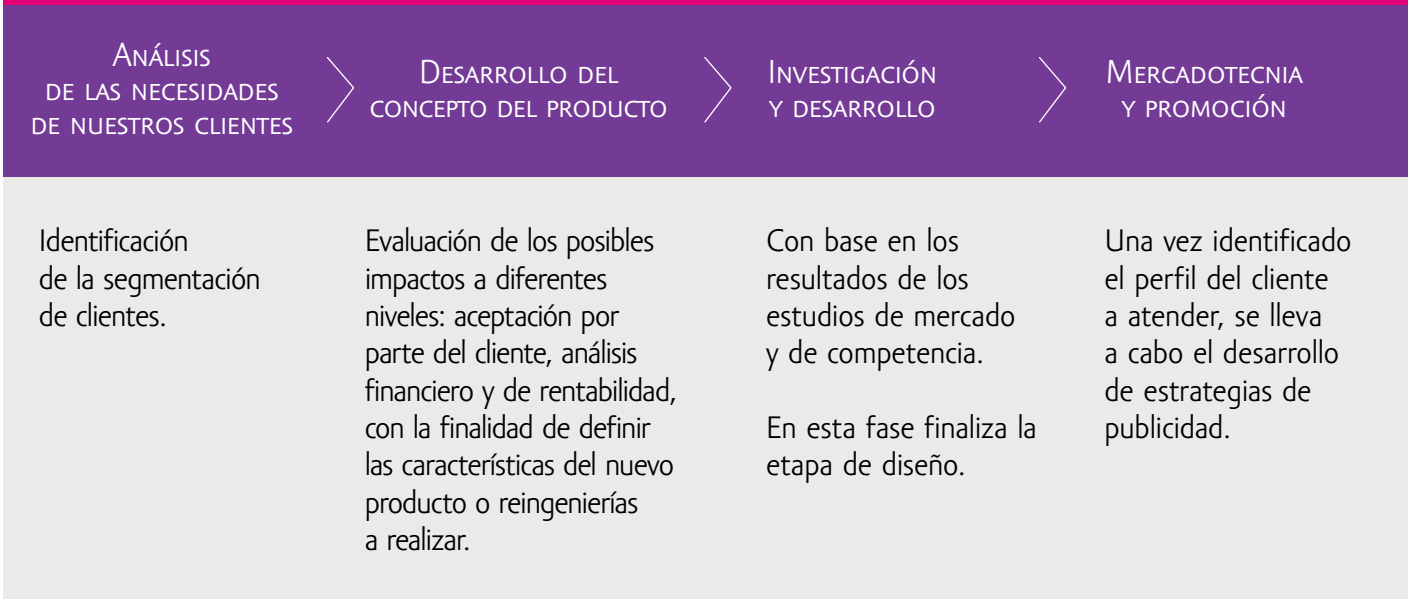 Análisis
de las necesidades
de nuestros clientes
Desarrollo del
concepto del producto
Investigación
y desarrollo
Mercadotecnia
y promoción
Identificación
de la segmentación
de clientes.
Evaluación de los posibles
impactos a diferentes
niveles: aceptación por
parte del cliente, análisis
financiero y de rentabilidad,
con la finalidad de definir
las características del nuevo
producto o reingenierías
a realizar.
Con base en los
resultados de los
estudios de mercado
y de competencia.
En esta fase finaliza la
etapa de diseño.
Una vez identificado
el perfil del cliente
a atender, se lleva
a cabo el desarrollo
de estrategias de
publicidad.